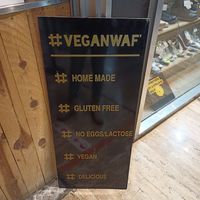 #VEGANWAF'
# HOME MADE
# GLUTEN FREE
# NO EGGS,LACTOSE
# VEGAN
# DELICIOUS